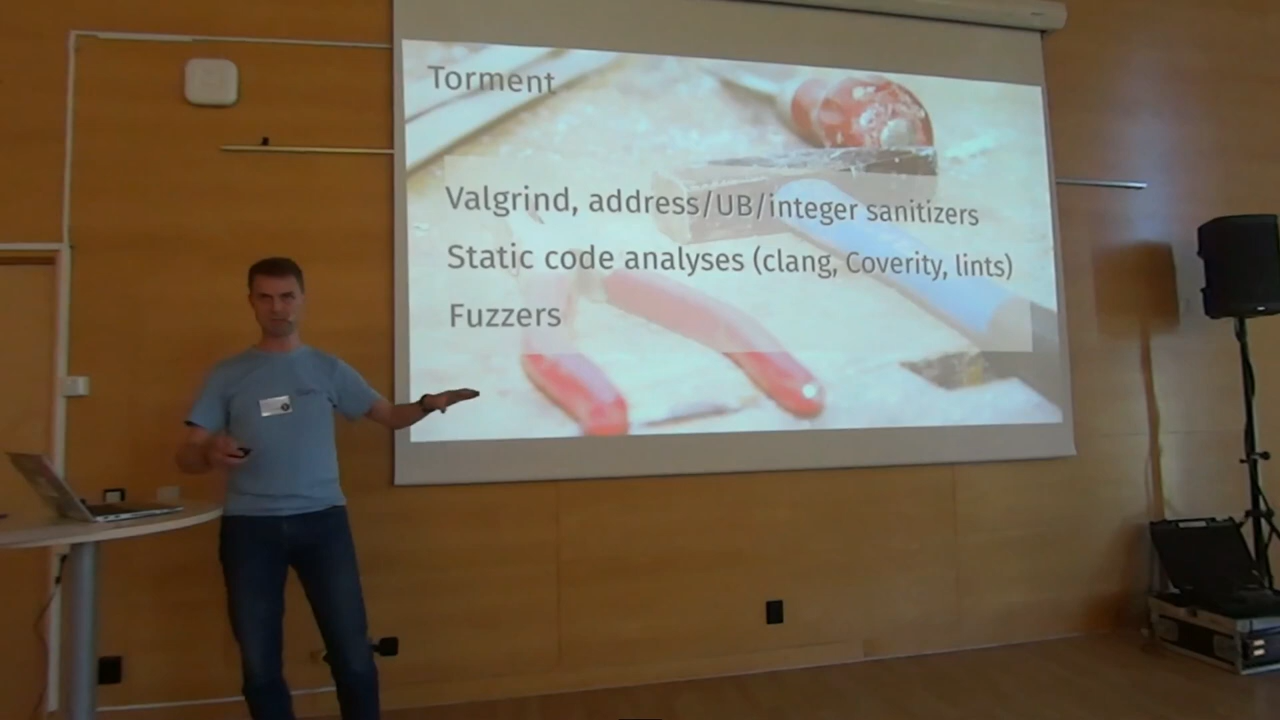 Torment
Valgrind, address/UB/integer sanitizers
Static code analyses (clang, Coverity, lints)
Fuzzers